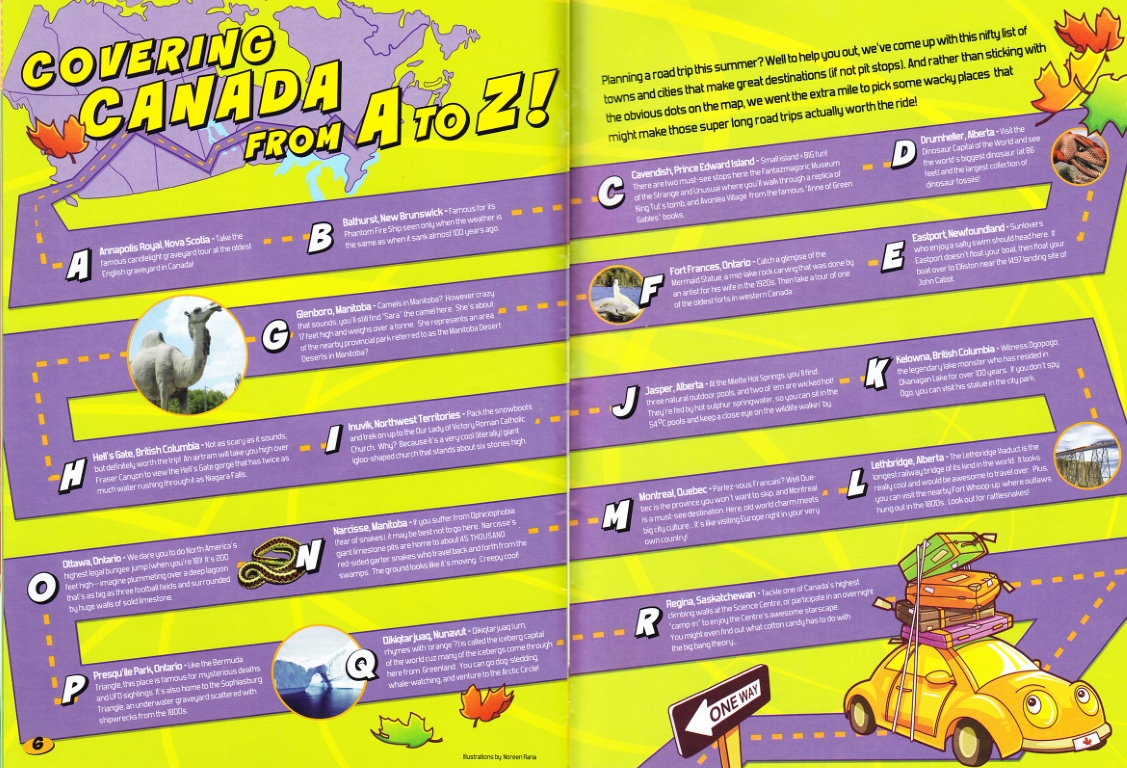 COVERING
CANADA
FROM A TO Z!
Planning a road trip this summer? Well to help you out, we've come up with this nifty list of
towns and cities that make great destinations (if not pit stops). And rather than sticking with
the obvious dots on the map, we went the extra mile to pick some wacky places that
might make those super long road trips actually worth the ride!
A
Annapolis Royal, Nova Scotia - Take the
famous candlelight graveyard tour at the oldest
English graveyard in Canada!
B
Bathurst, New Brunswick - Famous for its
Phantom Fire Ship seen only when the weather is
the same as when it sank almost 100 years ago.
C
Cavendish, Prince Edward Island - Small island = BIG fun!
There are two must-see stops here: the Fantazmagoric Museum
of the Strange and Unusual where you'll walk through a replica of
King Tut's tomb, and Avonlea Village from the famous "Anne of Green
Gables" books.
D
Drumheller, Alberta - Visit the
Dinosaur Capital of the World and see
the world's biggest dinosaur (at 86
feet) and the largest collection of
dinosaur fossils!
E
Eastport, Newfoundland - Sunlovers
who enjoy a salty swim should head here. If
Eastport doesn't float your boat, then float your
boat over to Elliston near the 1497 landing site of
John Cabot.
F
Fort Frances, Ontario - Catch a glimpse of the
Mermaid Statue, a mid-lake rock carving that was done by
an artist for his wife in the 1920s. Then take a tour of one
of the oldest forts in western Canada.
G
Glenboro, Manitoba - Camels in Manitoba? However crazy
that sounds, you'll still find "Sara" the camel here. She's about
17 feet high and weighs over a tonne. She represents an area
of the nearby provincial park referred to as the Manitoba Desert.
Deserts in Manitoba?
H
Hell's Gate, British Columbia - Not as scary as it sounds,
but definitely worth the trip! An airtram will take you high over
Fraser Canyon to view the Hell's Gate gorge that has twice as
much water rushing through it as Niagara Falls.
I
Inuvik, Northwest Territories - Pack the snowboots
and trek on up to the Our Lady of Victory Roman Catholic
Church. Why? Because it's a very cool (literally) giant
igloo-shaped church that stands about six stories high.
J
Jasper, Alberta - At the Miette Hot Springs, you'll find
three natural outdoor pools, and two of 'em are wicked hot!
They're fed by hot sulphur springwater, so you can sit in the
54°C pools and keep a close eye on the wildlife walkin' by.
K
Kelowna, British Columbia - Witness Ogopogo,
the legendary lake monster who has resided in
Okanagan Lake for over 100 years. If you don't spy
Ogo, you can visit his statue in the city park.
L
Lethbridge, Alberta - The Lethbridge Viaduct is the
longest railway bridge of its kind in the world. It looks
really cool and would be awesome to travel over. Plus,
you can visit the nearby Fort Whoop-up where outlaws
hung out in the 1800s. Look out for rattlesnakes!
M
Montreal, Quebec - Parlez-vous Francais? Well Que-
bec is the province you won't want to skip, and Montreal
is a must-see destination. Here, old world charm meets
big city culture... It's like visiting Europe right in your very
own country!
N
Narcisse, Manitoba - If you suffer from Ophiciophobia
(fear of snakes), it may be best not to go here. Narcisse's
giant limestone pits are home to about 45 THOUSAND
red-sided garter snakes who travel back and forth from the
swamps. The ground looks like it's moving. Creepy cool!
O
Ottawa, Ontario - We dare you to do North America's
highest legal bungee jump (when you're 18)! It's 200
feet high-- imagine plummeting over a deep lagoon
that's as big as three football fields and surrounded
by huge walls of solid limestone.
P
Presqu'ile Park, Ontario - Like the Bermuda
Triangle, this place is famous for mysterious deaths
and UFO sightings. It's also home to the Sophiasburg
Triangle, an underwater graveyard scattered with
shipwrecks from the 1800s.
Q
Qikiqtarjuaq, Nunavut - Qikiqtarjuaq (um,
rhymes with 'orange'?) is called the iceberg capital
of the world cuz many of the icebergs come through
here from Greenland. You can go dog-sledding,
whale-watching, and venture to the Arctic Circle!
R
Regina, Saskatchewan - Tackle one of Canada's highest
climbing walls at the Science Centre, or participate in an overnight
"camp-in" to enjoy the Centre's awesome starscape.
You might even find out what cotton candy has to do with
the big bang theory...
ONE WAY
6
Illustrations by Noreen Rana